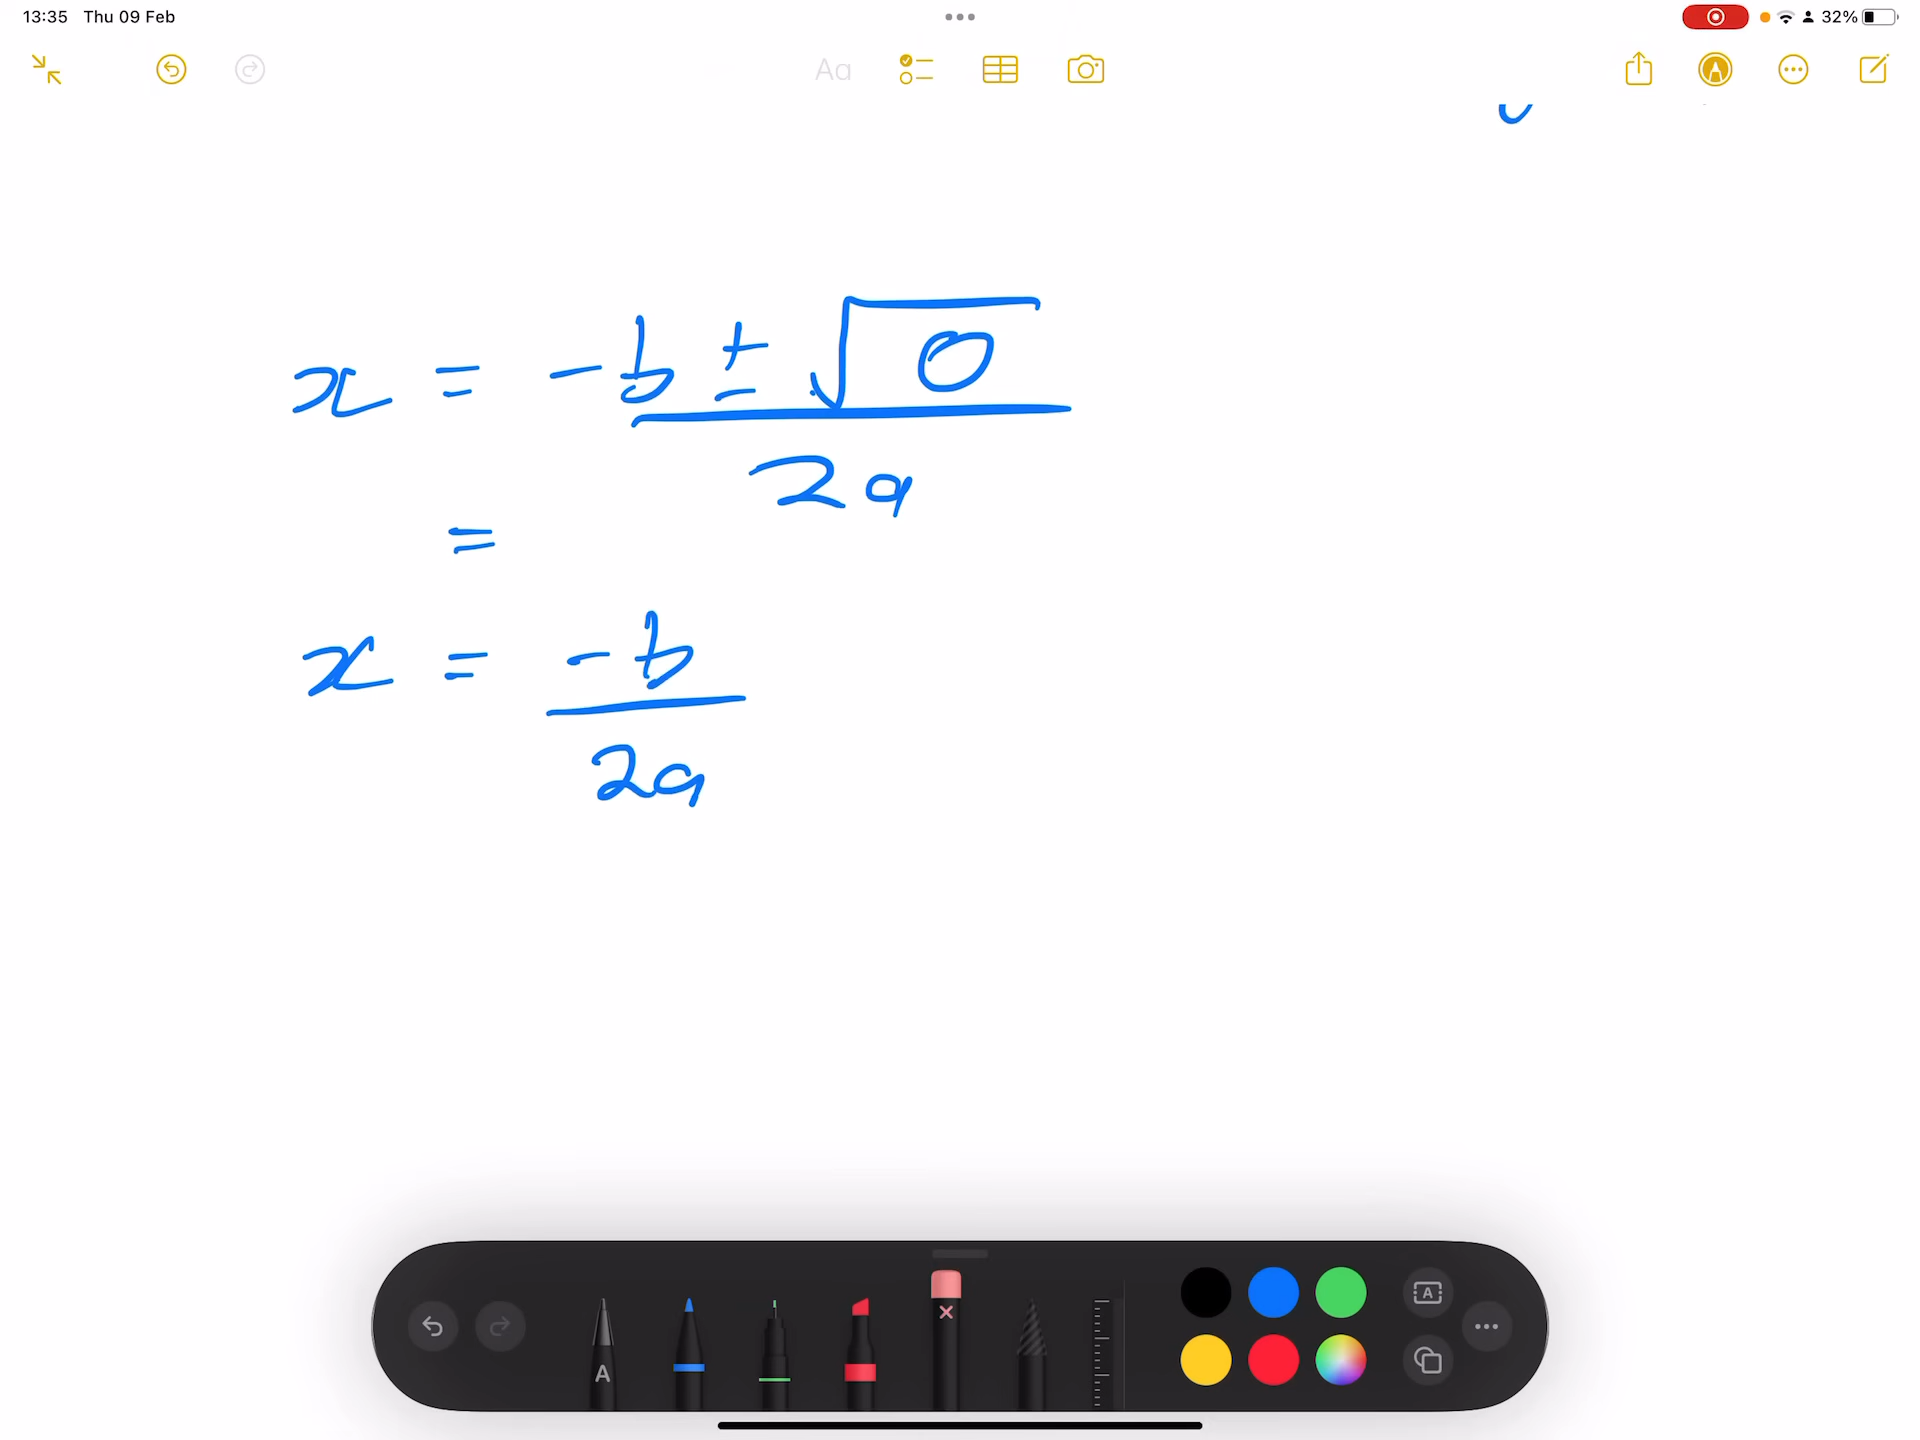 13:35 Thu 09 Feb 32%
Aa
x = -b ± √0
2a
=
x = -b
2a
A
A